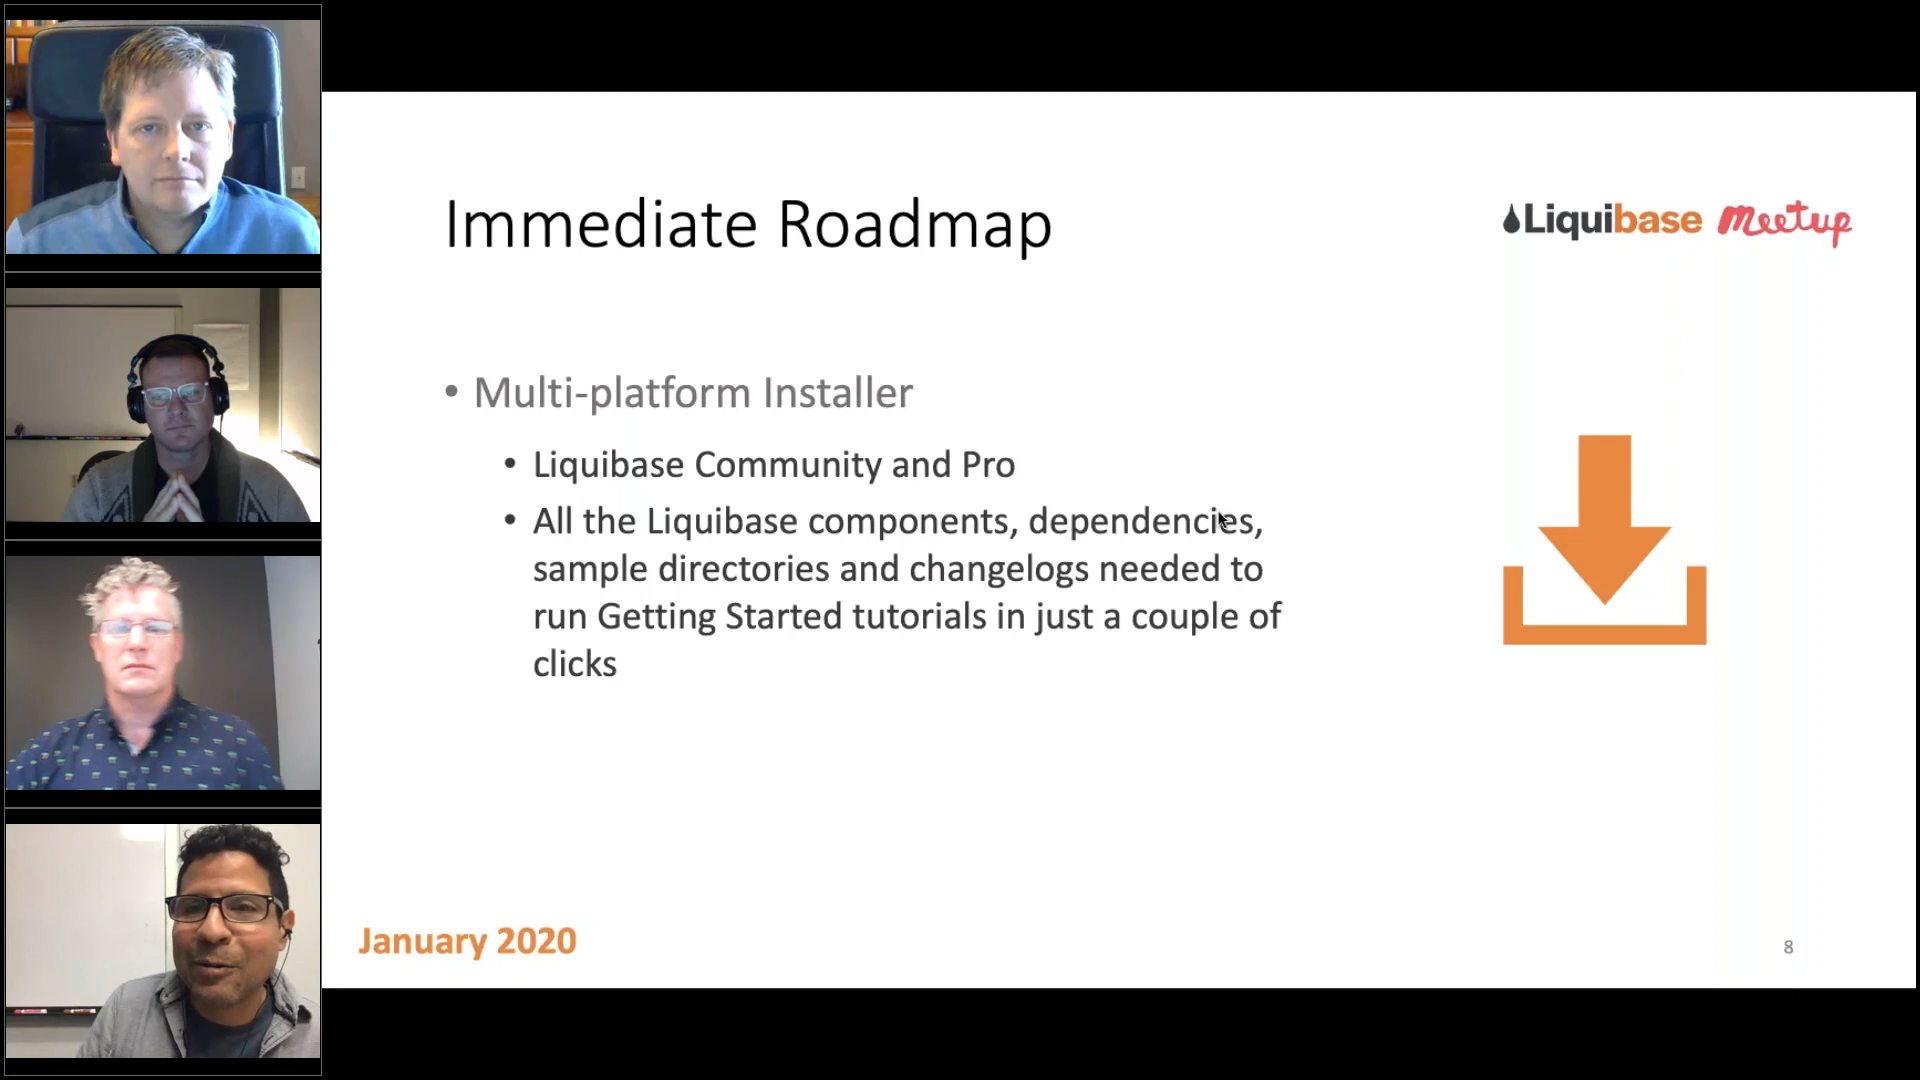 Immediate Roadmap
Liquibase Meetup
• Multi-platform Installer
• Liquibase Community and Pro
• All the Liquibase components, dependencies,
sample directories and changelogs needed to
run Getting Started tutorials in just a couple of
clicks
January 2020
8